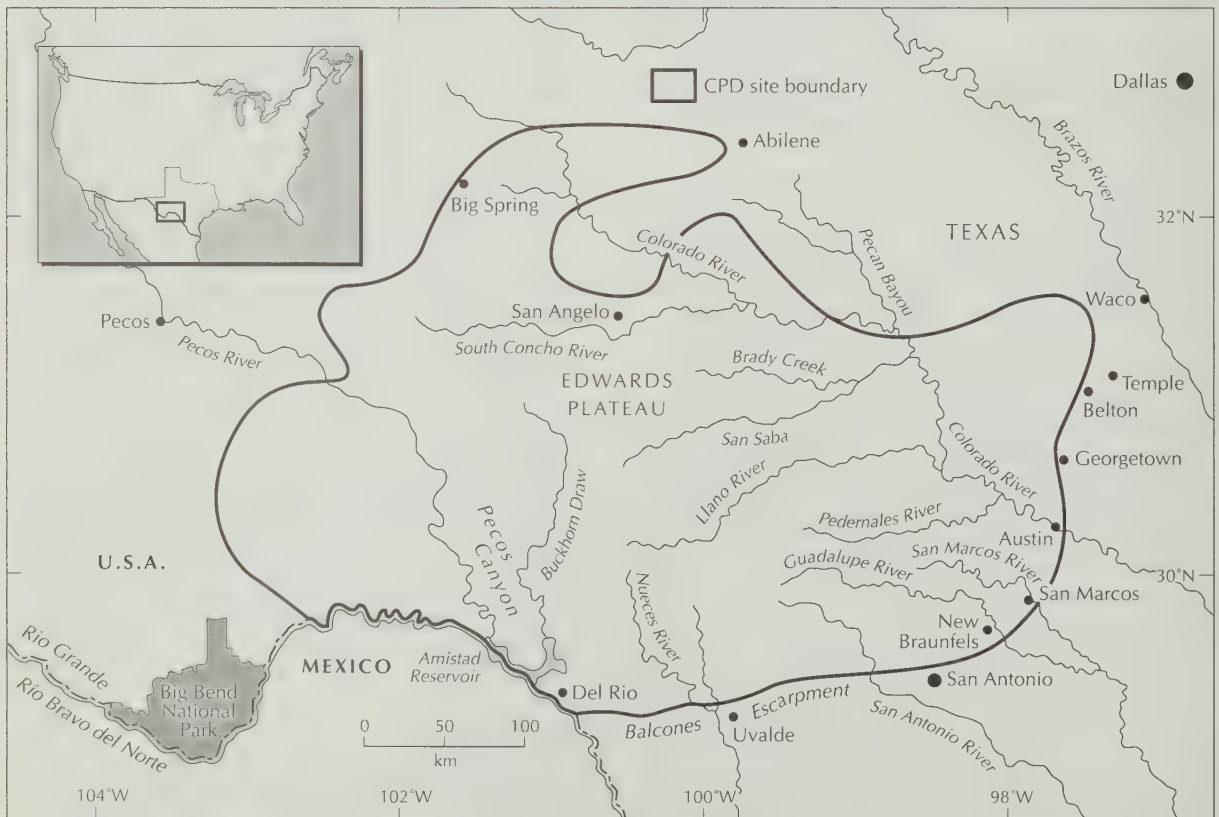 CPD site boundary
Dallas
Abilene
Brazos River
Big Spring
32°N
TEXAS
Pecan Bayou
Colorado River
Waco
Pecos
San Angelo
Pecos River
South Concho River
Brady Creek
EDWARDS
PLATEAU
Temple
Belton
San Saba
Colorado River
Georgetown
Llano River
Buckhorn Draw
Pecos
Canyon
Pedernales River
Austin
U.S.A.
Guadalupe River
San Marcos River
30°N
San Marcos
Nueces River
New
Braunfels
Rio Grande
MEXICO
Amistad
Reservoir
Río Bravo del Norte
Big Bend
National
Park
Del Rio
San Antonio
0 50 100
km
Balcones Escarpment
Uvalde
San Antonio River
104°W
102°W
100°W
98°W